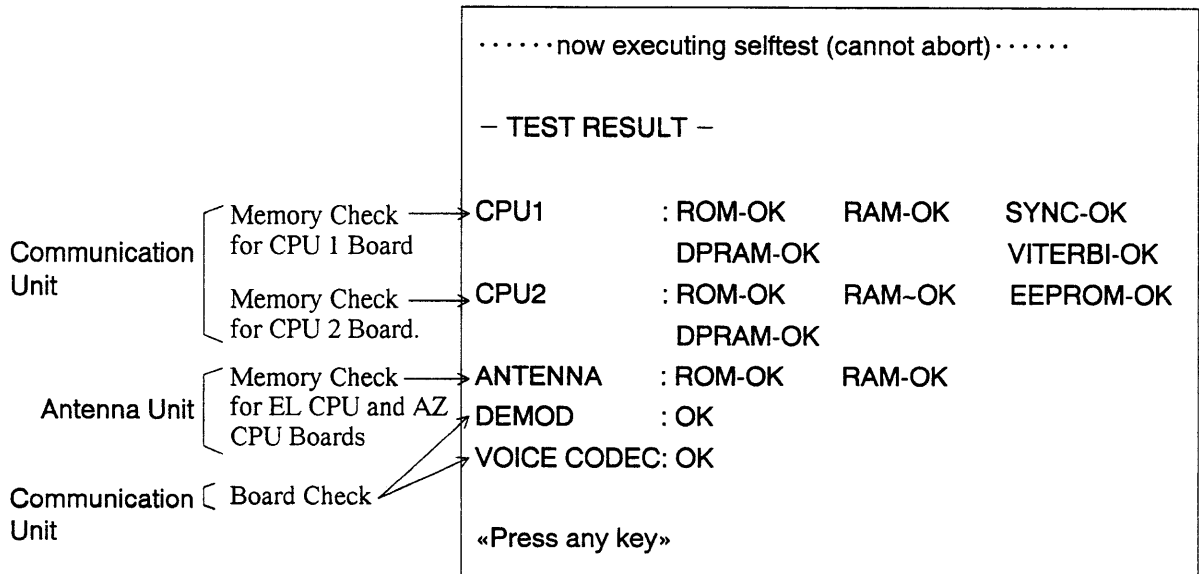 ······now executing selftest (cannot abort)······
– TEST RESULT –
Communication
Unit
Memory Check
for CPU 1 Board
CPU1 : ROM-OK RAM-OK SYNC-OK
DPRAM-OK VITERBI-OK
Memory Check
for CPU 2 Board.
CPU2 : ROM-OK RAM~OK EEPROM-OK
DPRAM-OK
Antenna Unit
Memory Check
for EL CPU and AZ
CPU Boards
ANTENNA : ROM-OK RAM-OK
DEMOD : OK
VOICE CODEC: OK
Communication
Unit
Board Check
«Press any key»